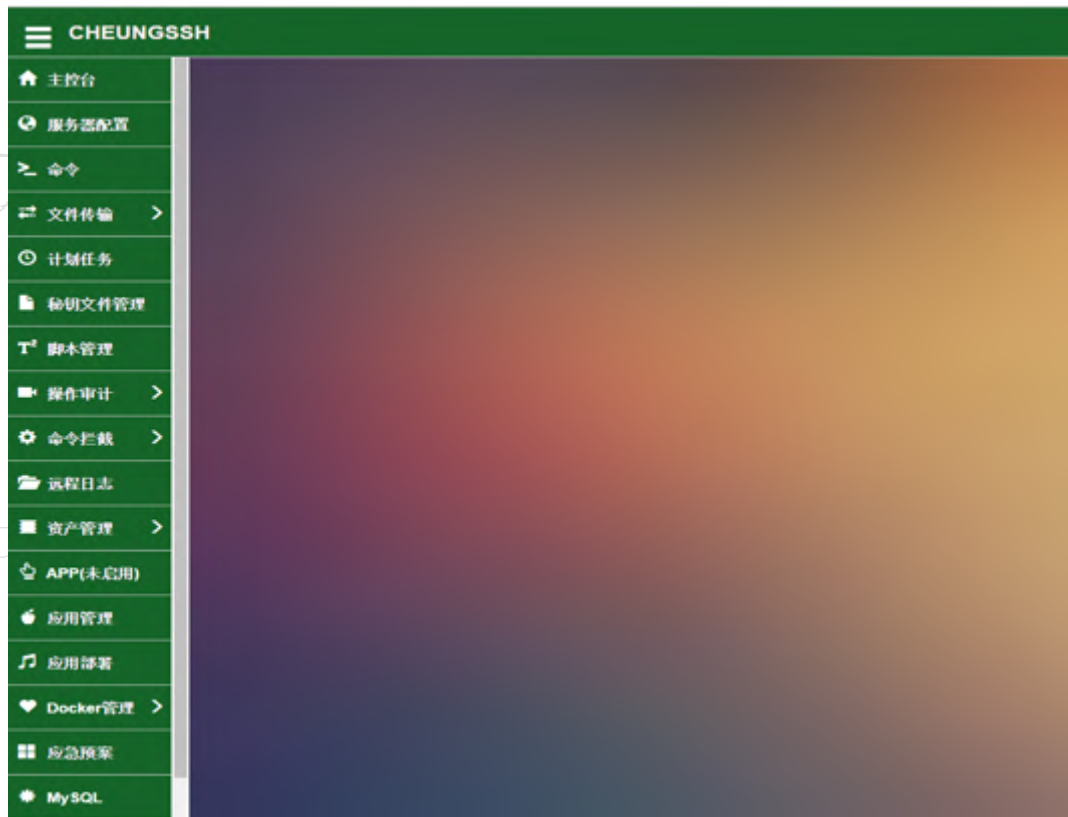 CHEUNGSSH
主控台
服务器配置
命令
文件传输
计划任务
秘钥文件管理
脚本管理
操作审计
命令拦截
远程日志
资产管理
APP(未启用)
应用管理
应用部署
Docker管理
应急预案
MySQL